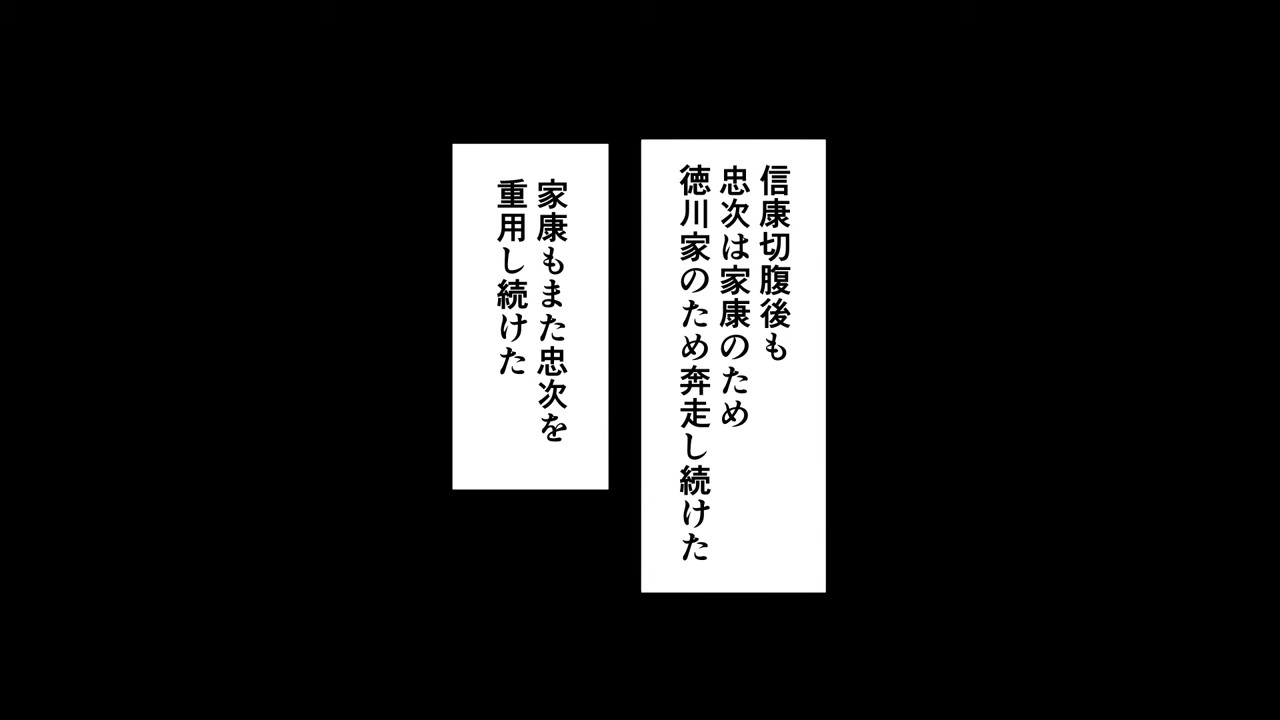 信康切腹後も
忠次は家康のため
徳川家のため奔走し続けた
家康もまた忠次を
重用し続けた